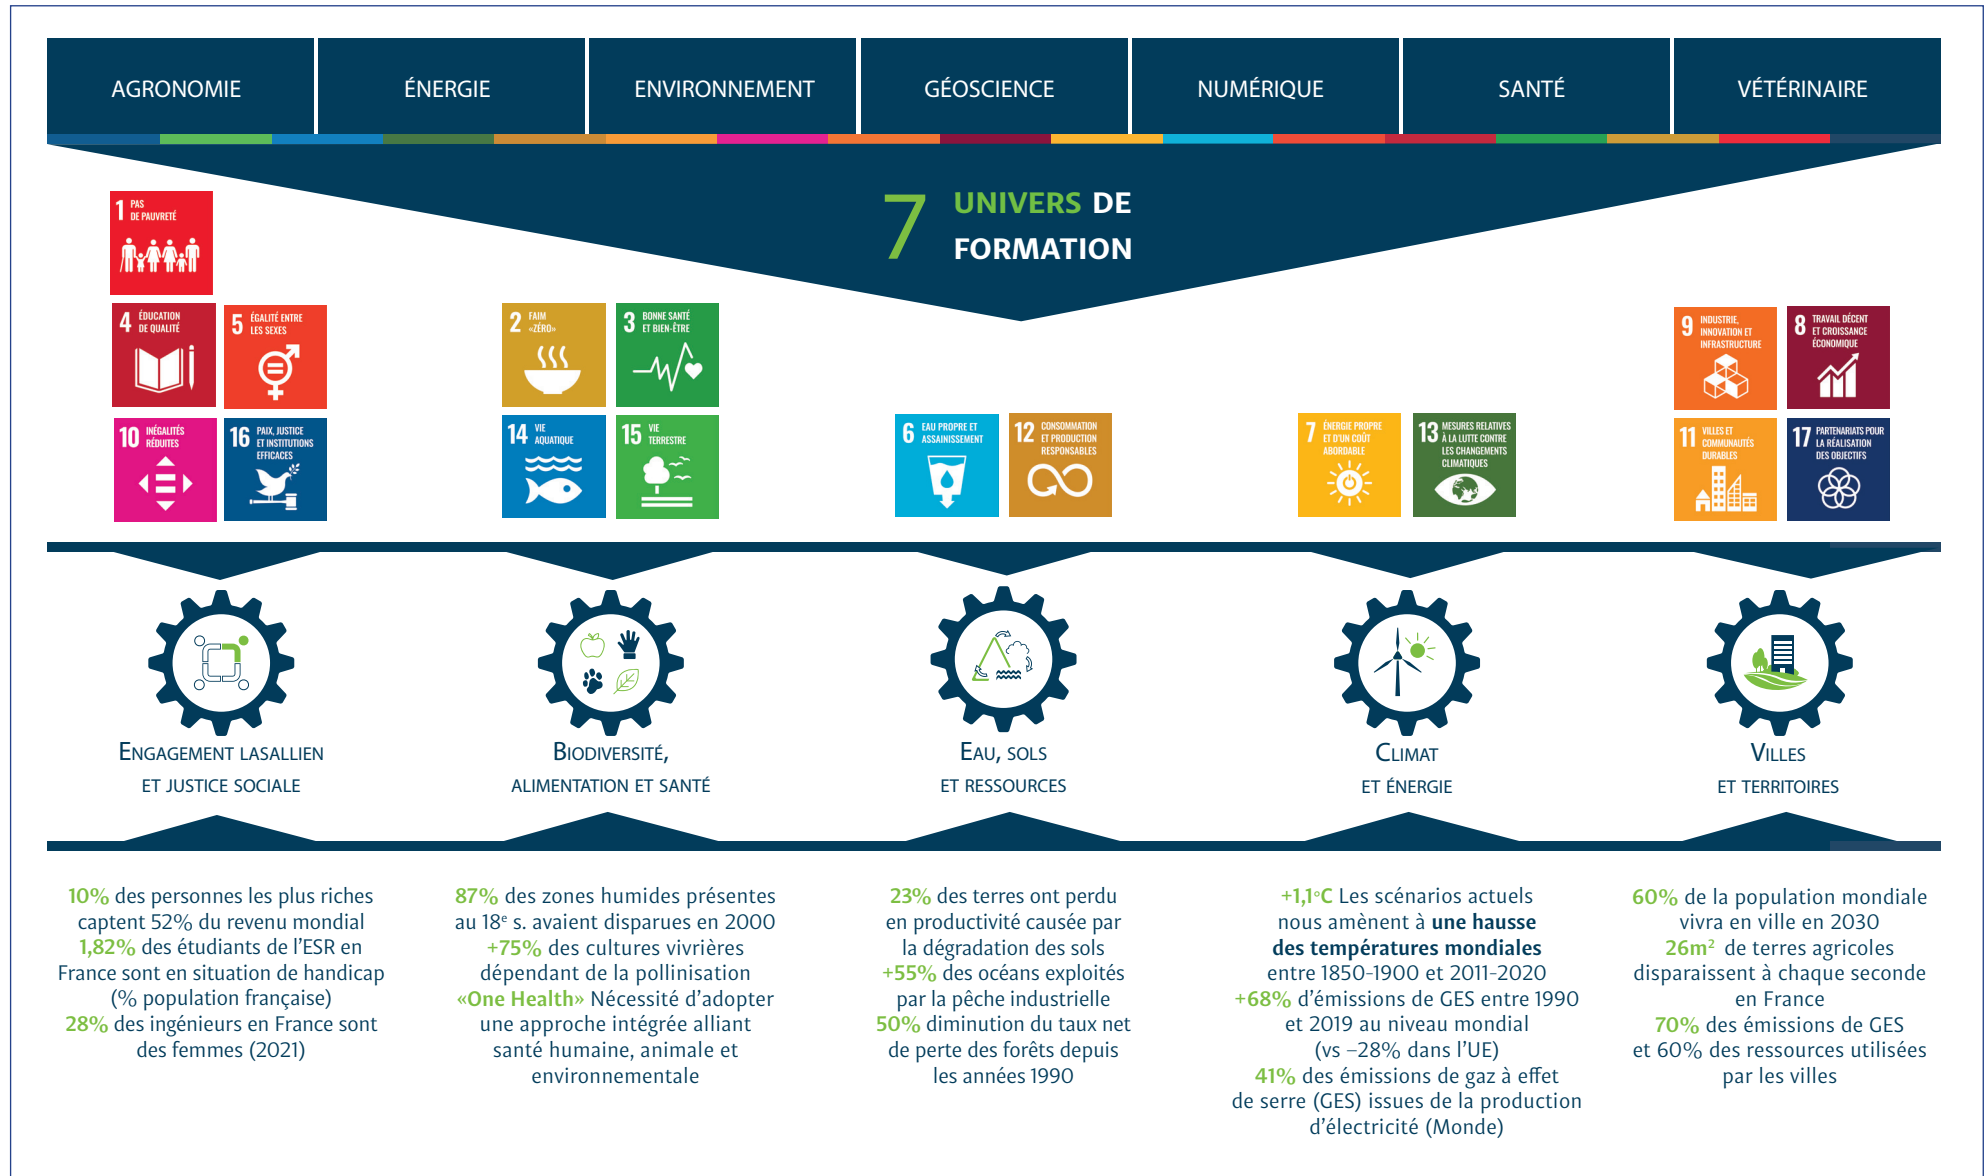 AGRONOMIE
ÉNERGIE
ENVIRONNEMENT
GÉOSCIENCE
NUMÉRIQUE
SANTÉ
VÉTÉRINAIRE
7 UNIVERS DE
FORMATION
1 PAS
DE PAUVRETÉ
4 ÉDUCATION
DE QUALITÉ
5 ÉGALITÉ ENTRE
LES SEXES
10 INÉGALITÉS
RÉDUITES
16 PAIX, JUSTICE
ET INSTITUTIONS
EFFICACES
2 FAIM
«ZÉRO»
3 BONNE SANTÉ
ET BIEN-ÊTRE
14 VIE
AQUATIQUE
15 VIE
TERRESTRE
6 EAU PROPRE ET
ASSAINISSEMENT
12 CONSOMMATION
ET PRODUCTION
RESPONSABLES
7 ÉNERGIE PROPRE
ET D'UN COÛT
ABORDABLE
13 MESURES RELATIVES
À LA LUTTE CONTRE
LES CHANGEMENTS
CLIMATIQUES
9 INDUSTRIE,
INNOVATION ET
INFRASTRUCTURE
8 TRAVAIL DÉCENT
ET CROISSANCE
ÉCONOMIQUE
11 VILLES ET
COMMUNAUTÉS
DURABLES
17 PARTENARIATS POUR
LA RÉALISATION
DES OBJECTIFS
ENGAGEMENT LASALLIEN
ET JUSTICE SOCIALE
BIODIVERSITÉ,
ALIMENTATION ET SANTÉ
EAU, SOLS
ET RESSOURCES
CLIMAT
ET ÉNERGIE
VILLES
ET TERRITOIRES
10% des personnes les plus riches
captent 52% du revenu mondial
1,82% des étudiants de l'ESR en
France sont en situation de handicap
(% population française)
28% des ingénieurs en France sont
des femmes (2021)
87% des zones humides présentes
au 18e s. avaient disparues en 2000
+75% des cultures vivrières
dépendant de la pollinisation
«One Health» Nécessité d'adopter
une approche intégrée alliant
santé humaine, animale et
environnementale
23% des terres ont perdu
en productivité causée par
la dégradation des sols
+55% des océans exploités
par la pêche industrielle
50% diminution du taux net
de perte des forêts depuis
les années 1990
+1,1°C Les scénarios actuels
nous amènent à une hausse
des températures mondiales
entre 1850-1900 et 2011-2020
+68% d'émissions de GES entre 1990
et 2019 au niveau mondial
(vs –28% dans l'UE)
41% des émissions de gaz à effet
de serre (GES) issues de la production
d'électricité (Monde)
60% de la population mondiale
vivra en ville en 2030
26m² de terres agricoles
disparaissent à chaque seconde
en France
70% des émissions de GES
et 60% des ressources utilisées
par les villes